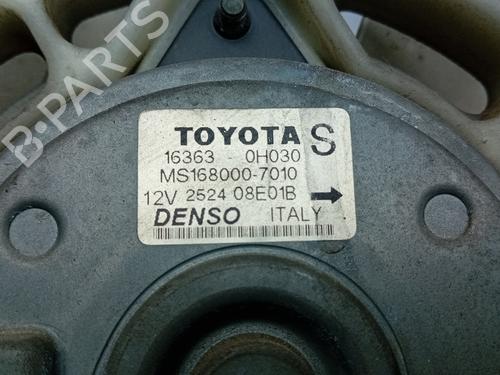 B-PARTS
TOYOTA S
16363 - 0H030
MS168000-7010
12V 2524 08E01B
DENSO ITALY